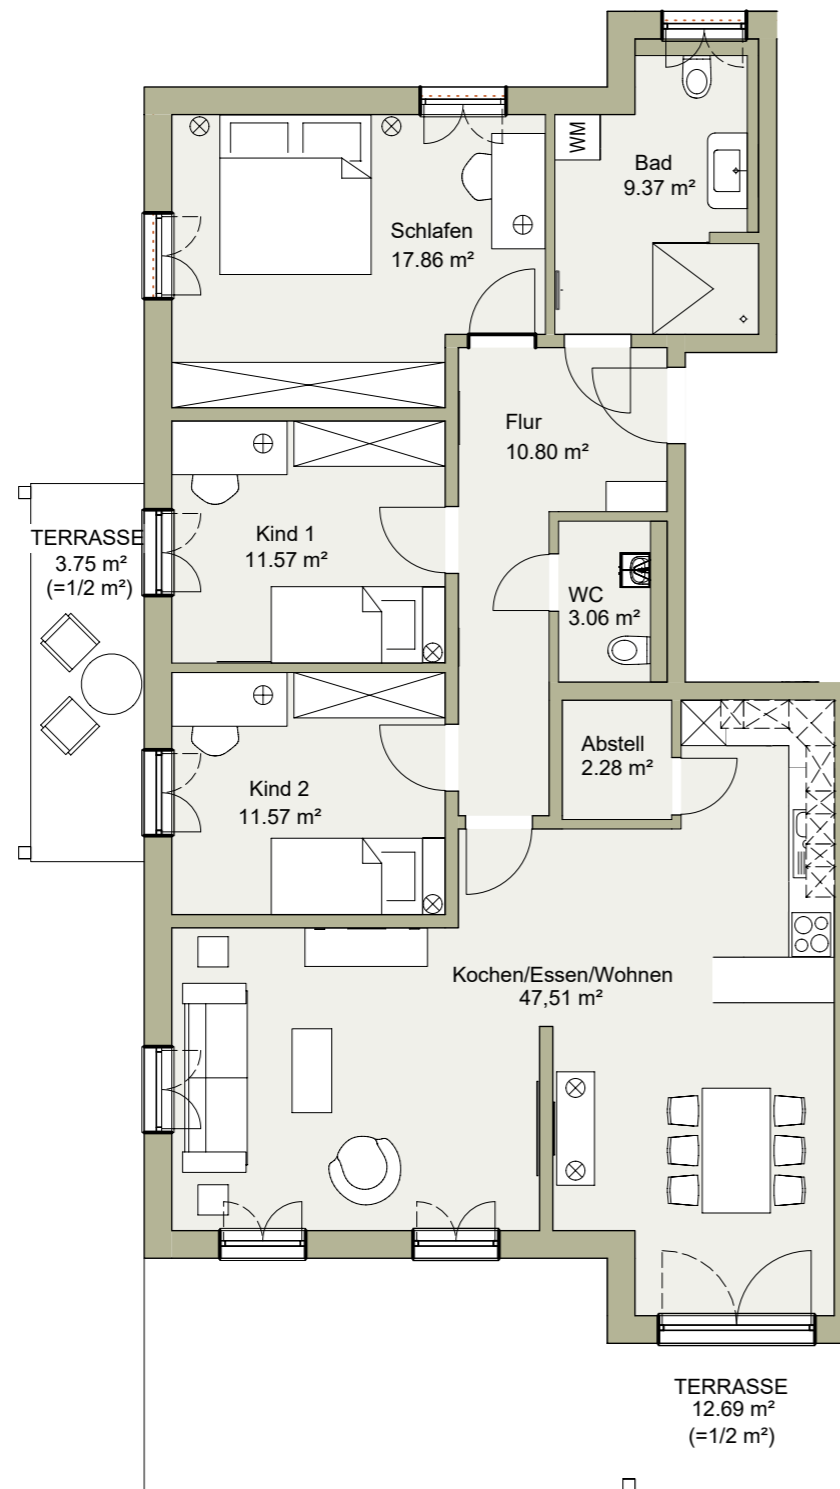 WM
Bad
9.37 m²
Schlafen
17.86 m²
Flur
10.80 m²
TERRASSE
3.75 m²
(=1/2 m²)
Kind 1
11.57 m²
WC
3.06 m²
Abstell
2.28 m²
Kind 2
11.57 m²
Kochen/Essen/Wohnen
47,51 m²
TERRASSE
12.69 m²
(=1/2 m²)